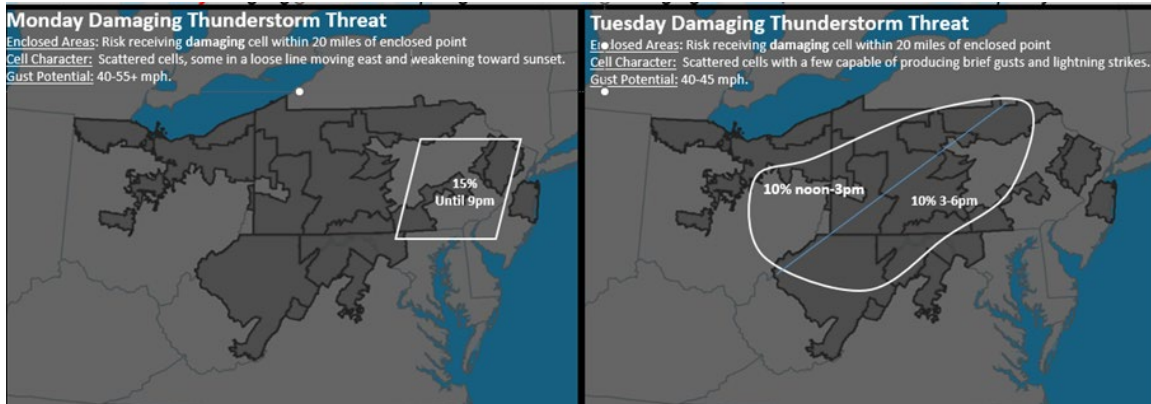 Monday Damaging Thunderstorm Threat
Enclosed Areas: Risk receiving damaging cell within 20 miles of enclosed point
Cell Character: Scattered cells, some in a loose line moving east and weakening toward sunset.
Gust Potential: 40-55+ mph.
15%
Until 9pm
Tuesday Damaging Thunderstorm Threat
Enclosed Areas: Risk receiving damaging cell within 20 miles of enclosed point
Cell Character: Scattered cells with a few capable of producing brief gusts and lightning strikes.
Gust Potential: 40-45 mph.
10% noon-3pm
10% 3-6pm